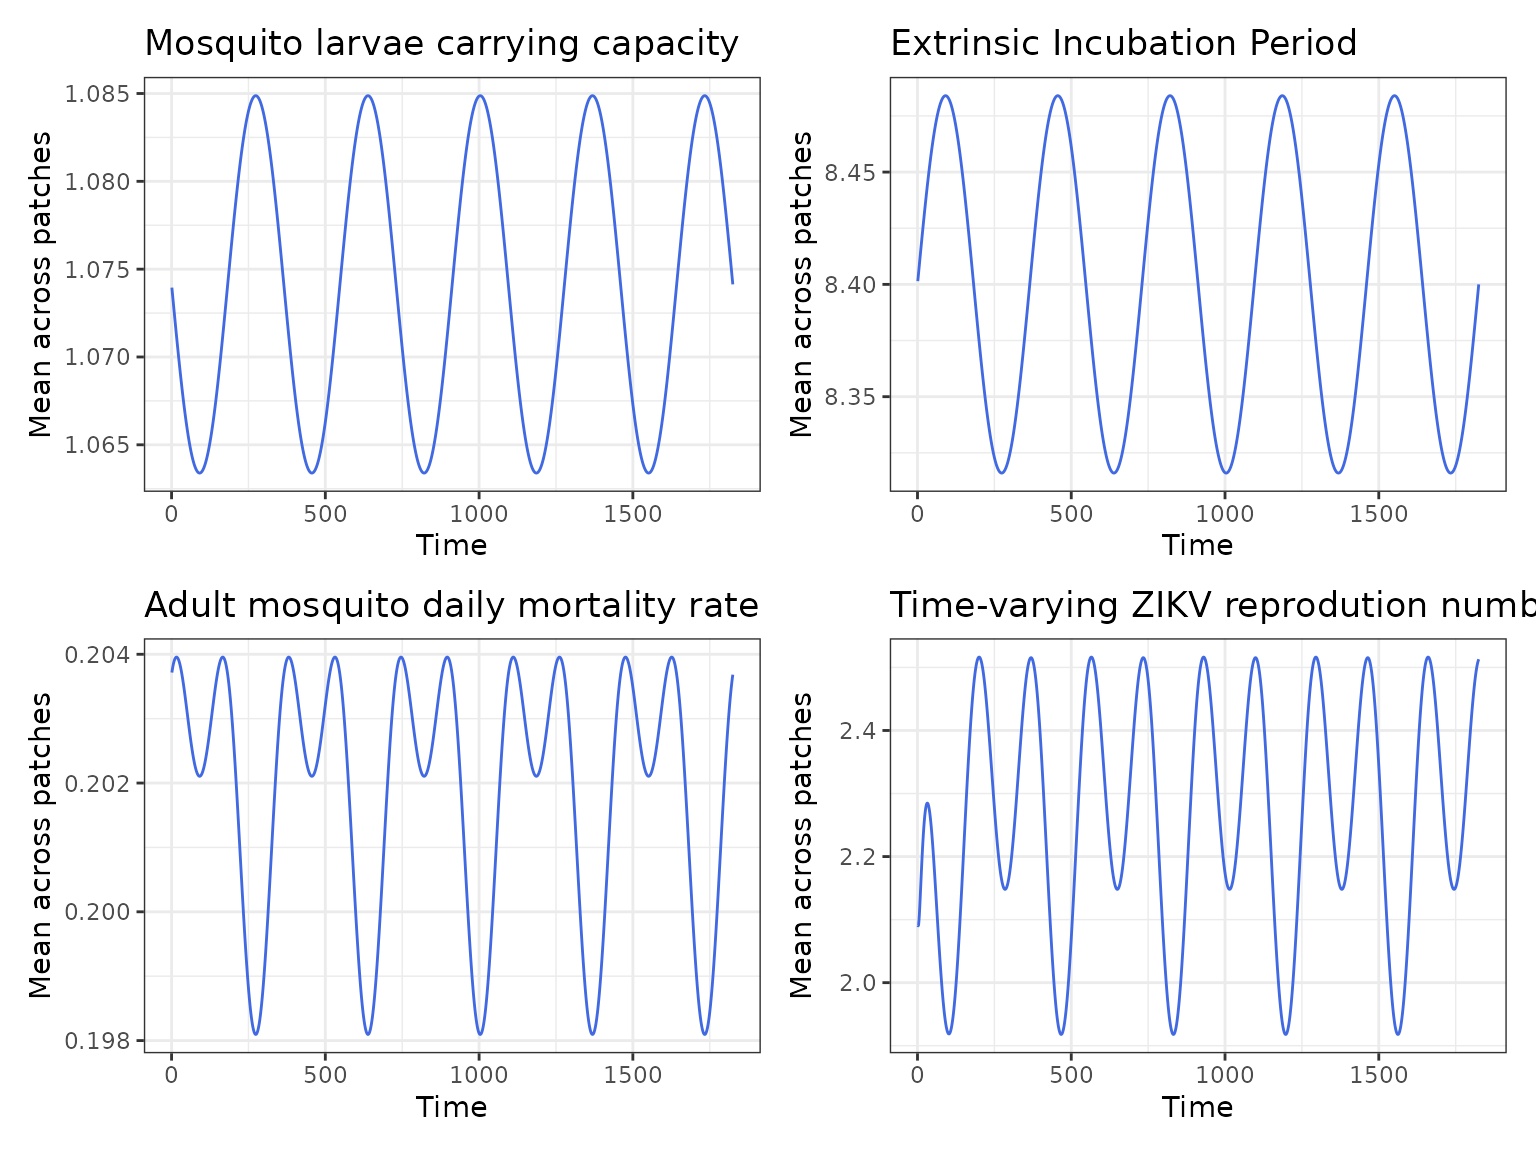 Mosquito larvae carrying capacity
Mean across patches
1.085
1.080
1.075
1.070
1.065
0 500 1000 1500
Time
Extrinsic Incubation Period
Mean across patches
8.45
8.40
8.35
0 500 1000 1500
Time
Adult mosquito daily mortality rate
Mean across patches
0.204
0.202
0.200
0.198
0 500 1000 1500
Time
Time-varying ZIKV reprodution numb
Mean across patches
2.4
2.2
2.0
0 500 1000 1500
Time